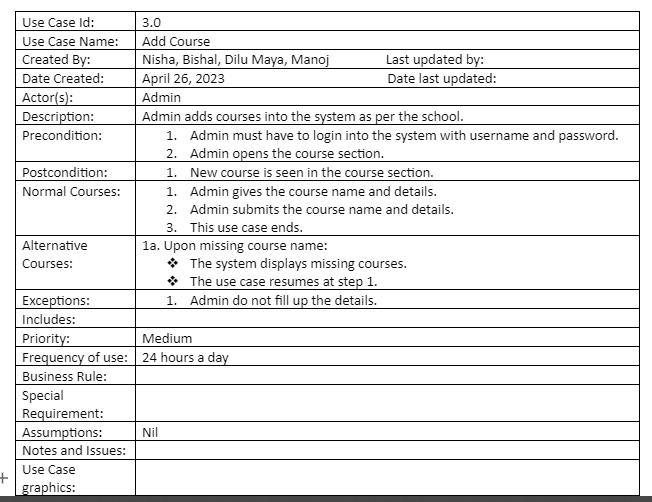 Use Case Id: 3.0
Use Case Name: Add Course
Created By: Nisha, Bishal, Dilu Maya, Manoj Last updated by:
Date Created: April 26, 2023 Date last updated:
Actor(s): Admin
Description: Admin adds courses into the system as per the school.
Precondition: 1. Admin must have to login into the system with username and password.
2. Admin opens the course section.
Postcondition: 1. New course is seen in the course section.
Normal Courses: 1. Admin gives the course name and details.
2. Admin submits the course name and details.
3. This use case ends.
Alternative 1a. Upon missing course name:
Courses: ❖ The system displays missing courses.
❖ The use case resumes at step 1.
Exceptions: 1. Admin do not fill up the details.
Includes:
Priority: Medium
Frequency of use: 24 hours a day
Business Rule:
Special
Requirement:
Assumptions: Nil
Notes and Issues:
Use Case
graphics: